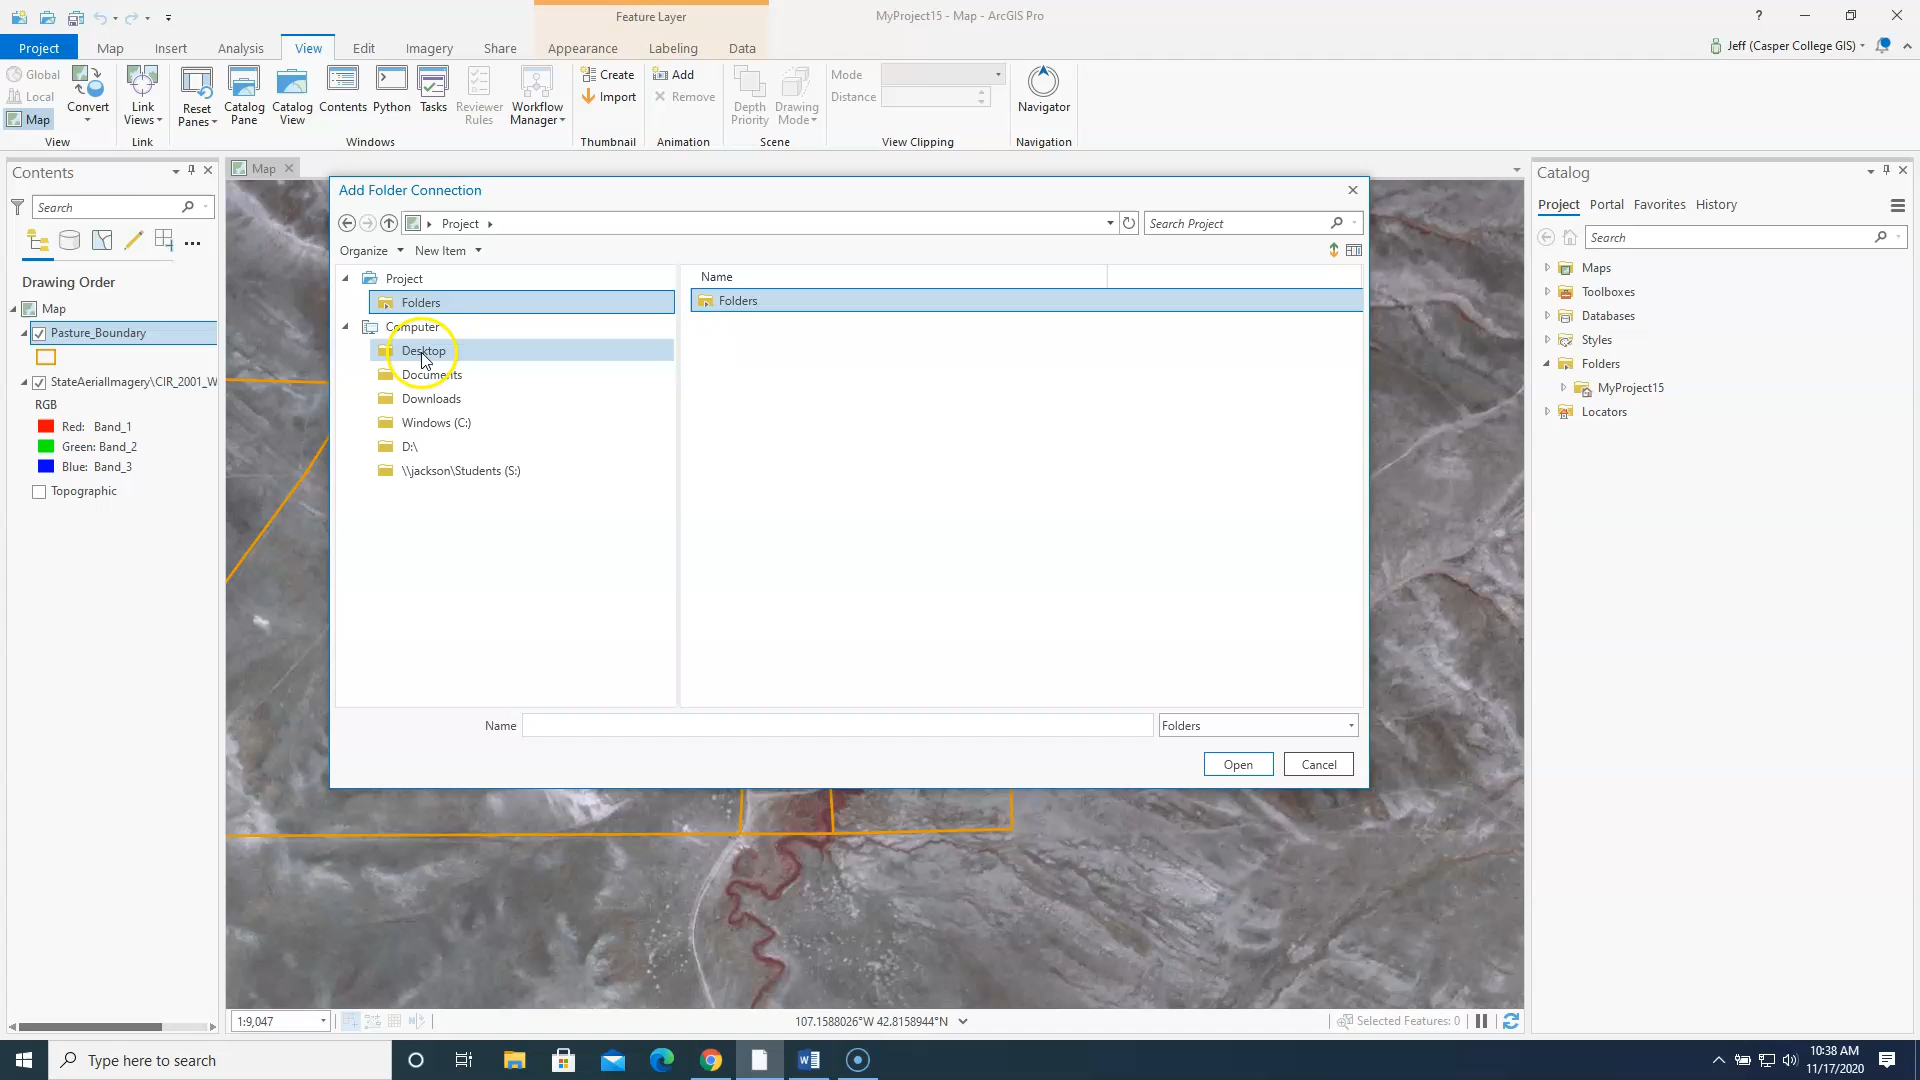 Feature Layer
MyProject15 - Map - ArcGIS Pro
?
Project Map Insert Analysis View Edit Imagery Share Appearance Labeling Data
Jeff (Casper College GIS)
Global
Local
Map
Convert
Link Views
Reset Panes
Catalog Pane
Catalog View
Contents
Python
Tasks
Reviewer Rules
Workflow Manager
Create
Import
Add
Remove
Depth Priority
Drawing Mode
Mode
Distance
Navigator
View Link Windows Thumbnail Animation Scene View Clipping Navigation
Contents
Search
Drawing Order
Map
Pasture_Boundary
StateAerialImagery\CIR_2001_W
RGB
Red: Band_1
Green: Band_2
Blue: Band_3
Topographic
Map
Add Folder Connection
Project
Search Project
Organize New Item
Project
Folders
Computer
Desktop
Documents
Downloads
Windows (C:)
D:\
\\jackson\Students (S:)
Name
Folders
Name
Folders
Open Cancel
1:9,047
107.1588026°W 42.8158944°N
Selected Features: 0
Catalog
Project Portal Favorites History
Search
Maps
Toolboxes
Databases
Styles
Folders
MyProject15
Locators
Type here to search
10:38 AM
11/17/2020